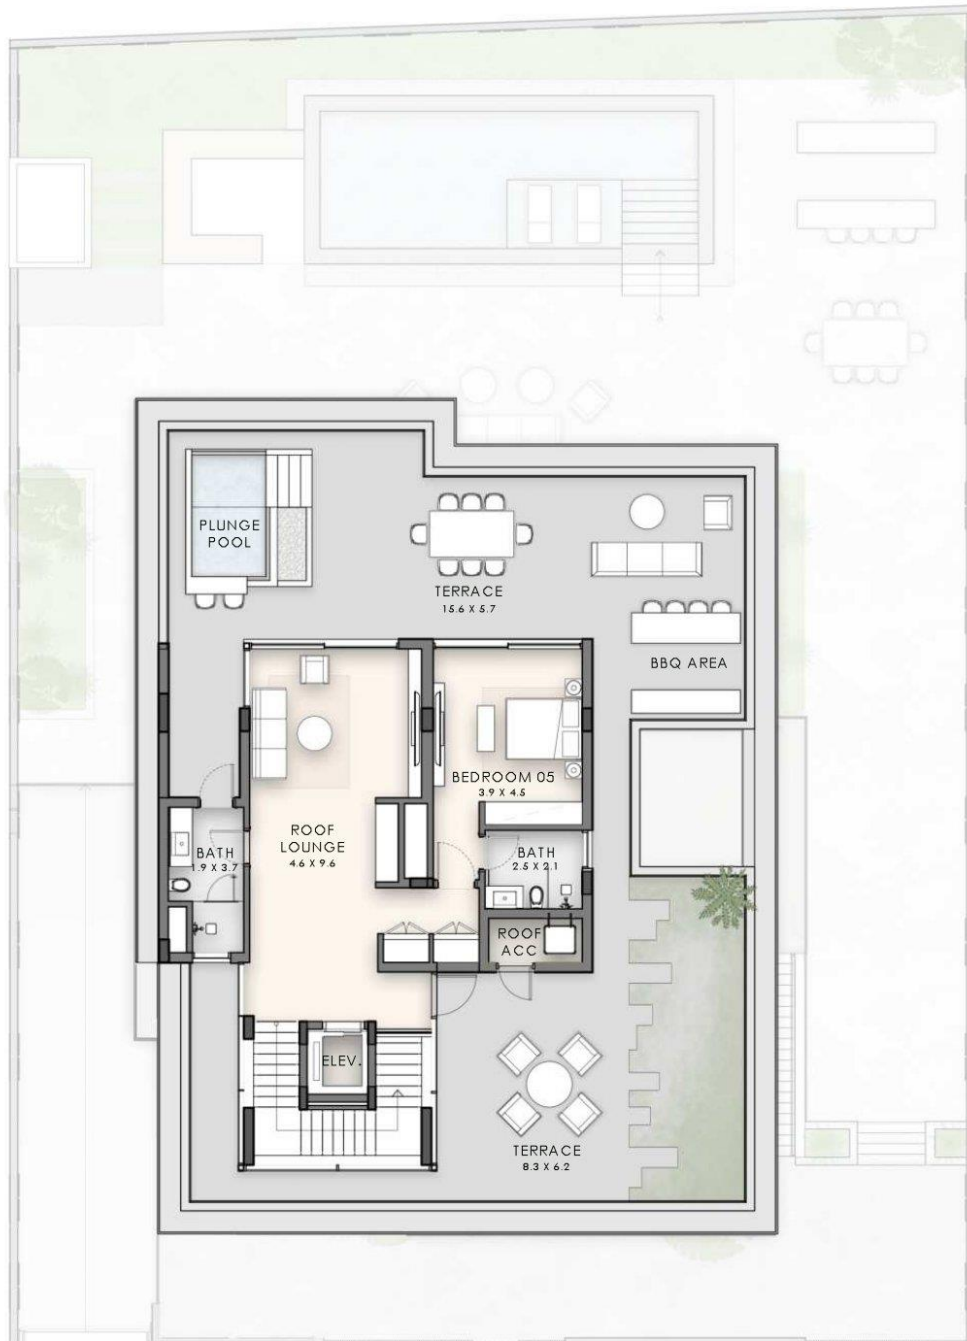 PLUNGE
POOL
TERRACE
15.6 X 5.7
BBQ AREA
BEDROOM 05
3.9 X 4.5
ROOF
LOUNGE
4.6 X 9.6
BATH
1.9 X 3.7
BATH
2.5 X 2.1
ROOF
ACC
ELEV.
TERRACE
8.3 X 6.2